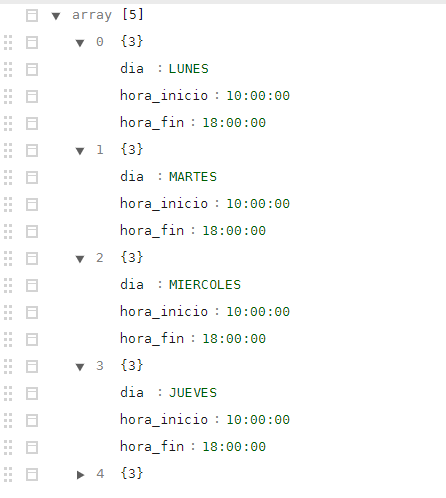 array [5]
0 {3}
dia : LUNES
hora_inicio : 10:00:00
hora_fin : 18:00:00
1 {3}
dia : MARTES
hora_inicio : 10:00:00
hora_fin : 18:00:00
2 {3}
dia : MIERCOLES
hora_inicio : 10:00:00
hora_fin : 18:00:00
3 {3}
dia : JUEVES
hora_inicio : 10:00:00
hora_fin : 18:00:00
4 {3}